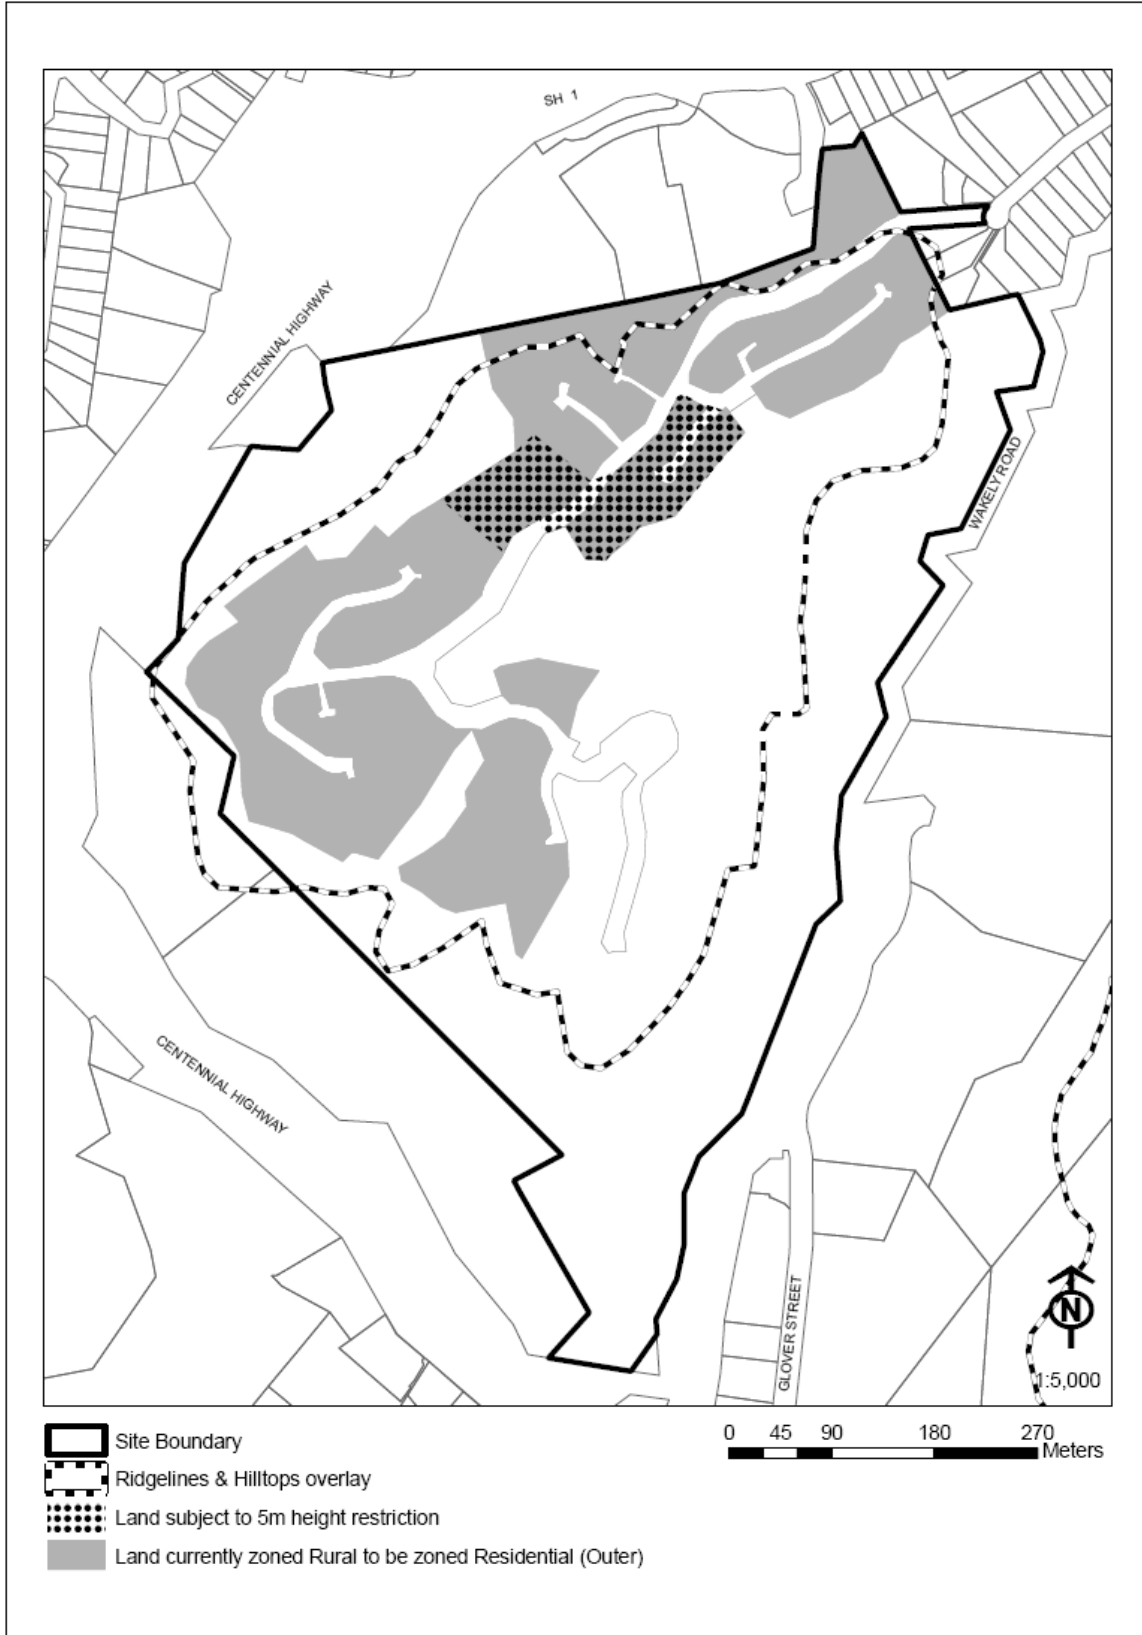 SH 1
CENTENNIAL HIGHWAY
WAKELY ROAD
CENTENNIAL HIGHWAY
GLOVER STREET
N
1:5,000
0 45 90 180 270
Meters
Site Boundary
Ridgelines & Hilltops overlay
Land subject to 5m height restriction
Land currently zoned Rural to be zoned Residential (Outer)